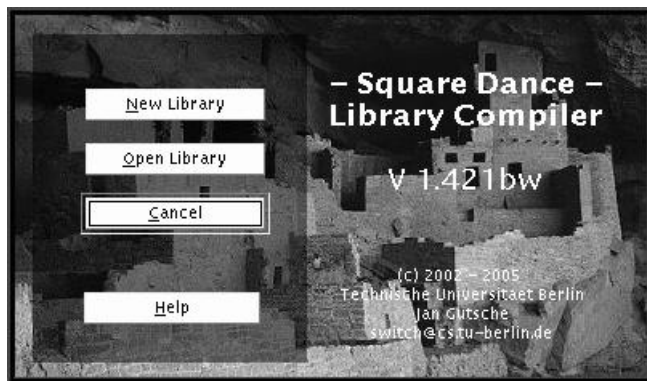 New Library
Open Library
Cancel
Help
– Square Dance –
Library Compiler
V 1.421bw
(c) 2002 – 2005
Technische Universitaet Berlin
Jan Gutsche
switch@cs.tu–berlin.de